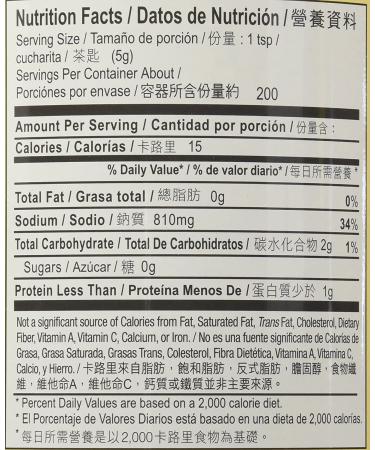 Nutrition Facts / Datos de Nutrición / 營養資料
Serving Size / Tamaño de porción / 份量 : 1 tsp /
cucharita / 茶匙 (5g)
Servings Per Container About /
Porciónes por envase / 容器所含份量約 200
Amount Per Serving / Cantidad por porción / 份量含 :
Calories / Calorías / 卡路里 15
% Daily Value* / % de valor diario* / 每日所需營養 *
Total Fat / Grasa total / 總脂肪 0g 0%
Sodium / Sodio / 鈉質 810mg 34%
Total Carbohydrate / Total De Carbohidratos / 碳水化合物 2g 1%
Sugars / Azúcar / 糖 0g
Protein Less Than / Proteína Menos De / 蛋白質少於 1g
Not a significant source of Calories from Fat, Saturated Fat, Trans Fat, Cholesterol, Dietary
Fiber, Vitamin A, Vitamin C, Calcium, or Iron. / No es una fuente significante de Calorías de
Grasa, Grasa Saturada, Grasas Trans, Colesterol, Fibra Dietética, Vitamina A, Vitamina C,
Calcio, y Hierro. / 卡路里來自脂肪，飽和脂肪，反式脂肪，膽固醇，食物纖
維，維他命A，維他命C，鈣質或鐵質並非主要來源。
* Percent Daily Values are based on a 2,000 calorie diet.
* El Porcentaje de Valores Diarios está basado en una dieta de 2,000 calorías.
* 每日所需營養是以2,000卡路里食物為基礎。